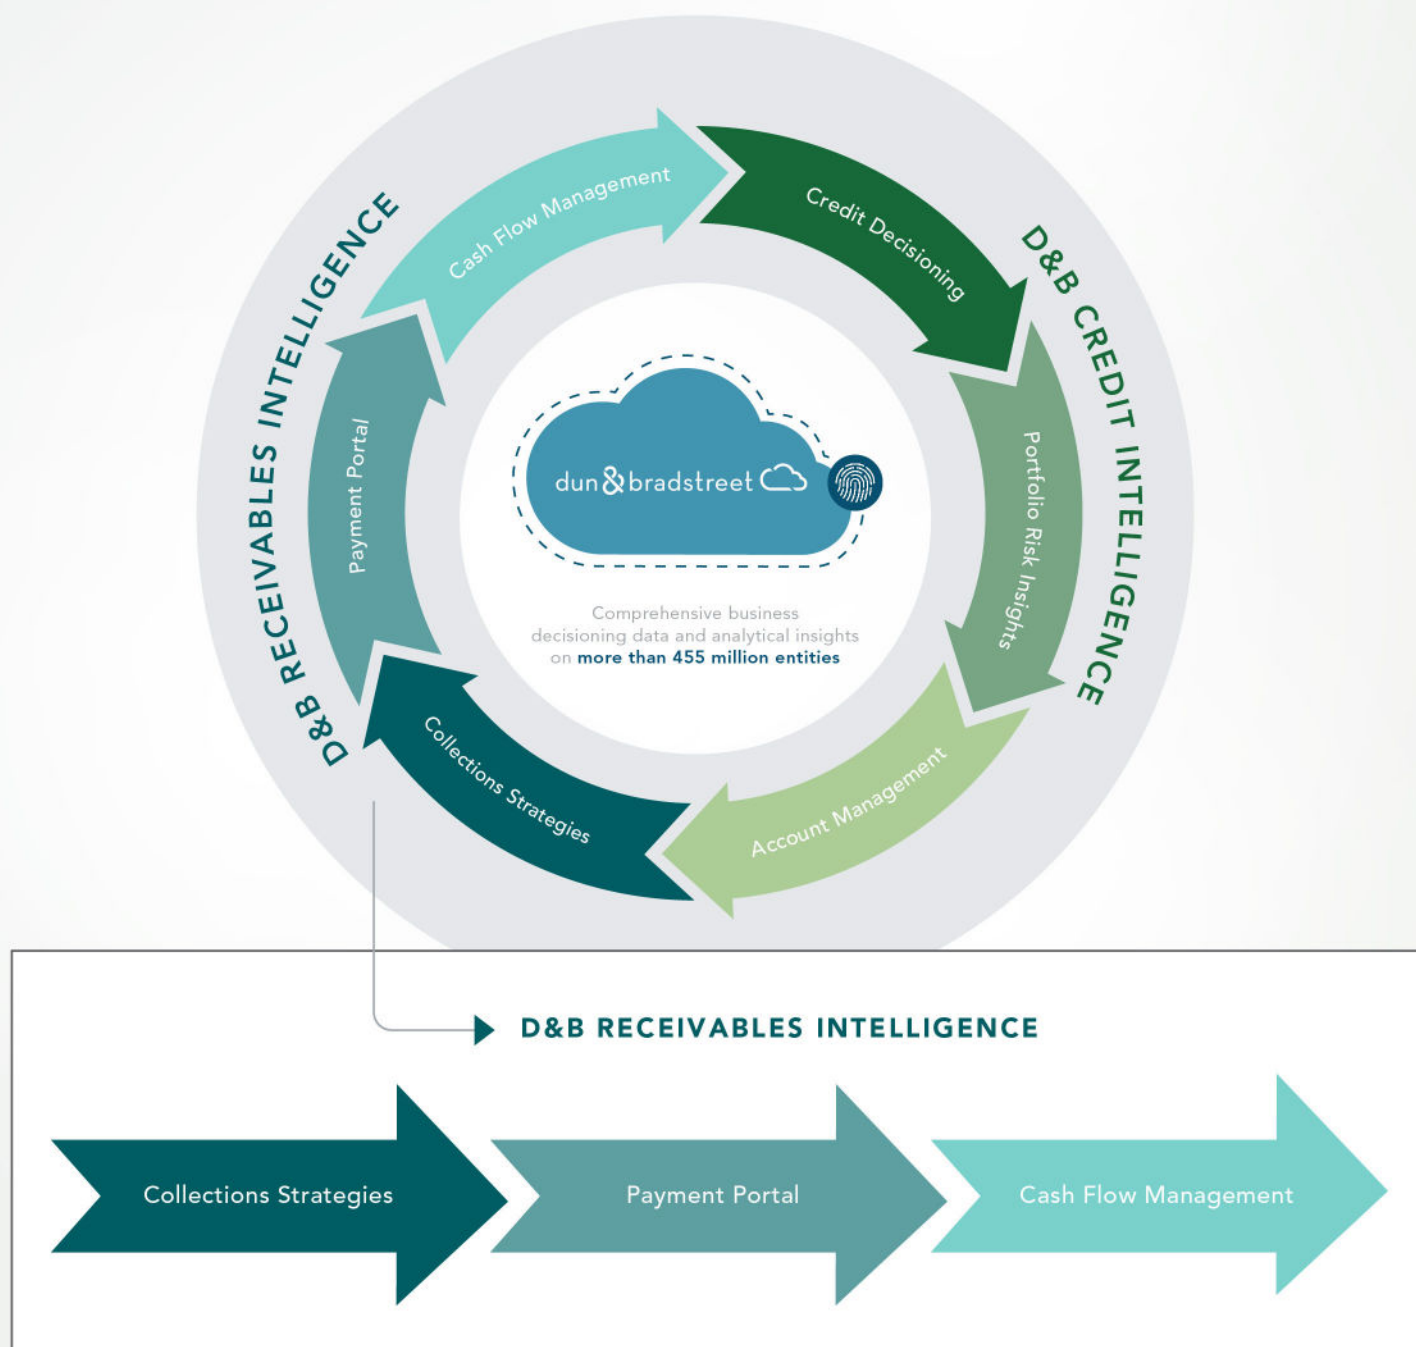 Cash Flow Management
Credit Decisioning
D&B RECEIVABLES INTELLIGENCE
D&B CREDIT INTELLIGENCE
Payment Portal
Portfolio Risk Insights
dun&bradstreet
Comprehensive business
decisioning data and analytical insights
on more than 455 million entities
Collections Strategies
Account Management
D&B RECEIVABLES INTELLIGENCE
Collections Strategies
Payment Portal
Cash Flow Management